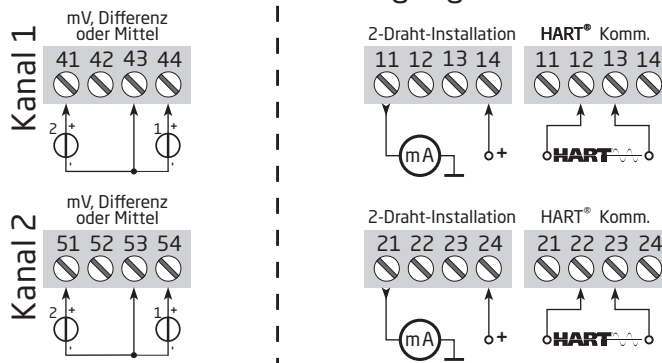 Kanal 1
mV, Differenz
oder Mittel
41 42 43 44
2 + - 1 + -
2-Draht-Installation
11 12 13 14
mA +
HART® Komm.
11 12 13 14
HART
Kanal 2
mV, Differenz
oder Mittel
51 52 53 54
2 + - 1 + -
2-Draht-Installation
21 22 23 24
mA +
HART® Komm.
21 22 23 24
HART